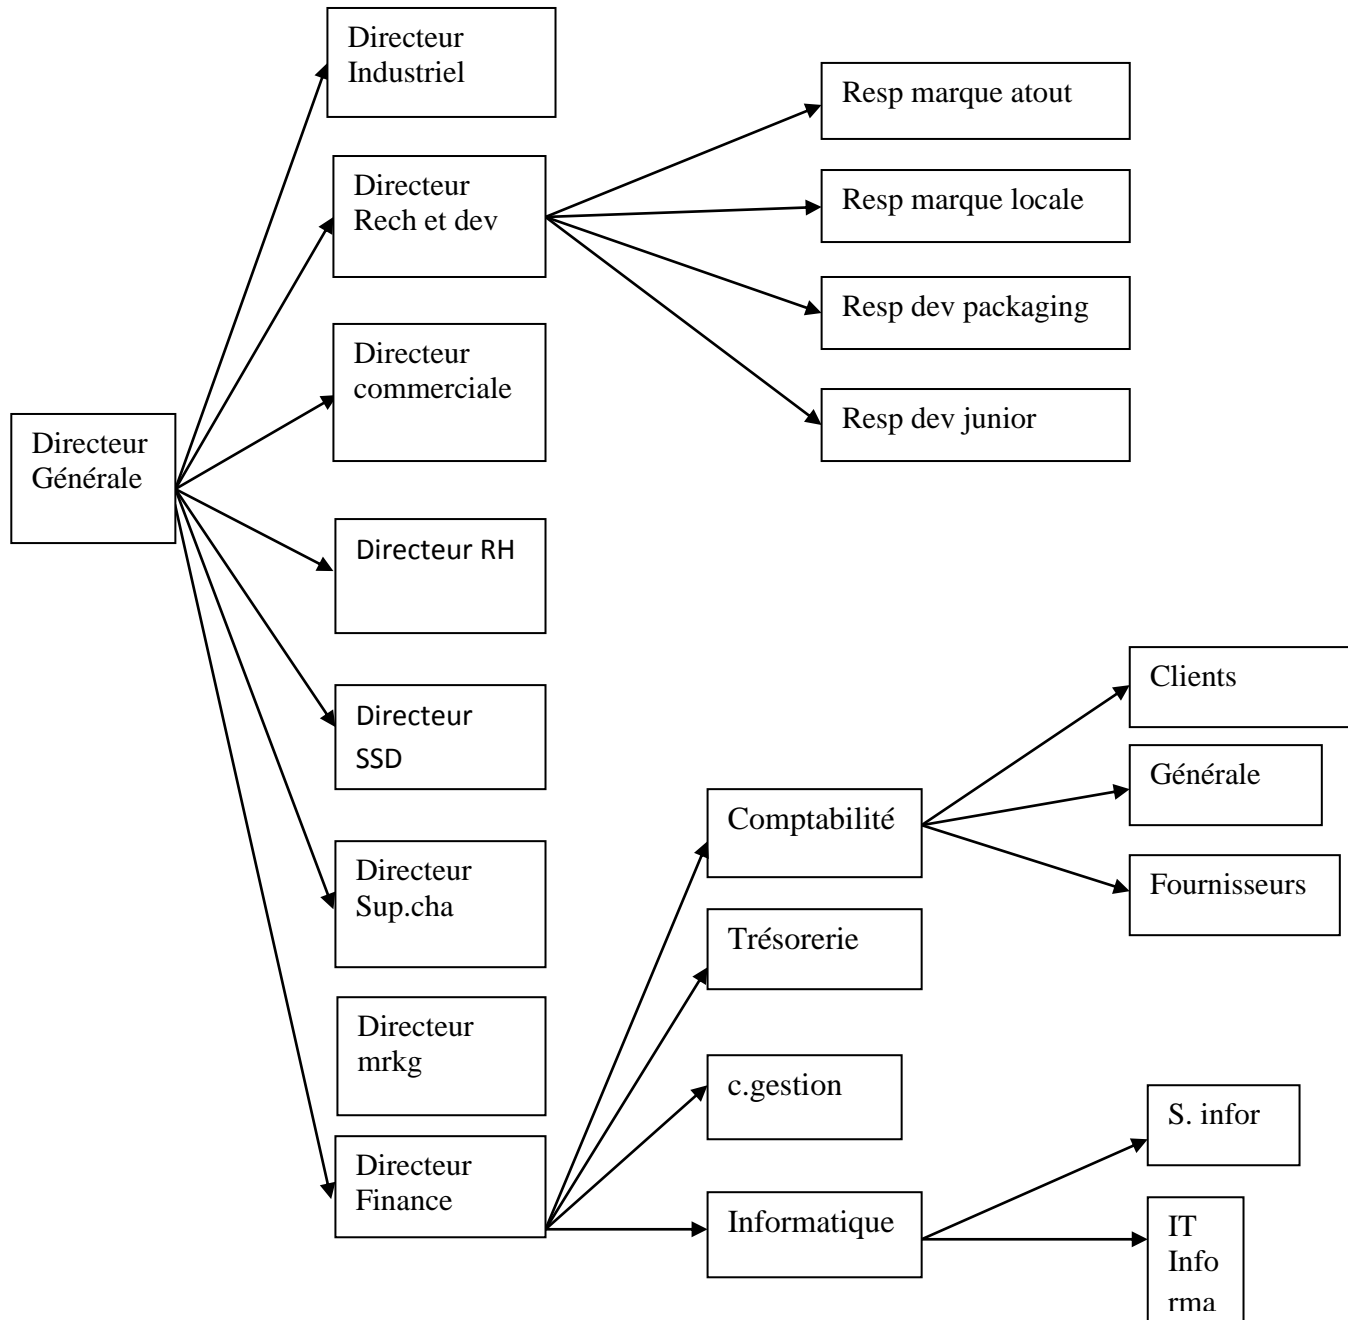 Directeur
Industriel
Resp marque atout
Directeur
Rech et dev
Resp marque locale
Resp dev packaging
Directeur
commerciale
Resp dev junior
Directeur
Générale
Directeur RH
Clients
Directeur
SSD
Générale
Comptabilité
Directeur
Sup.cha
Fournisseurs
Trésorerie
Directeur
mrkg
c.gestion
S. infor
Directeur
Finance
Informatique
IT
Info
rma